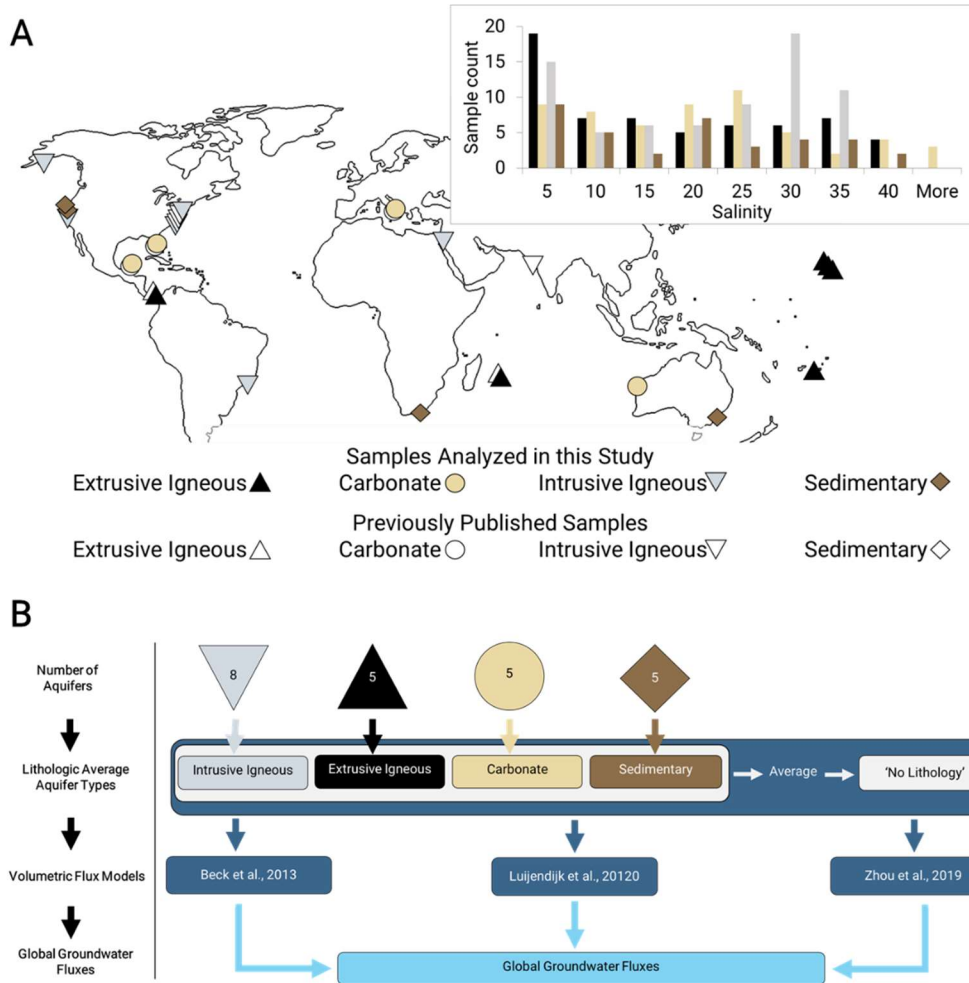 A
20
15
10
5
0
Sample count
5 10 15 20 25 30 35 40 More
Salinity
Samples Analyzed in this Study
Extrusive Igneous Carbonate Intrusive Igneous Sedimentary
Previously Published Samples
Extrusive Igneous Carbonate Intrusive Igneous Sedimentary
B
Number of
Aquifers
8 5 5 5
Lithologic Average
Aquifer Types
Intrusive Igneous Extrusive Igneous Carbonate Sedimentary Average 'No Lithology'
Volumetric Flux Models
Beck et al., 2013 Luijendijk et al., 20120 Zhou et al., 2019
Global Groundwater
Fluxes
Global Groundwater Fluxes